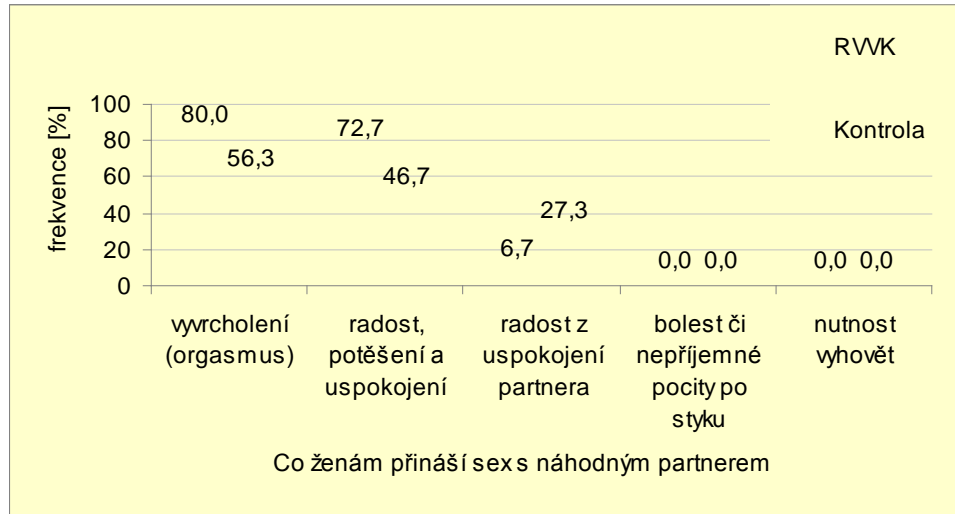 RVVK
Kontrola
frekvence [%]
100
80
60
40
20
0
80,0
56,3
72,7
46,7
6,7
27,3
0,0 0,0
0,0 0,0
vyvrcholení
(orgasmus)
radost,
potěšení a
uspokojení
radost z
uspokojení
partnera
bolest či
nepříjemné
pocity po
styku
nutnost
vyhovět
Co ženám přináší sex s náhodným partnerem